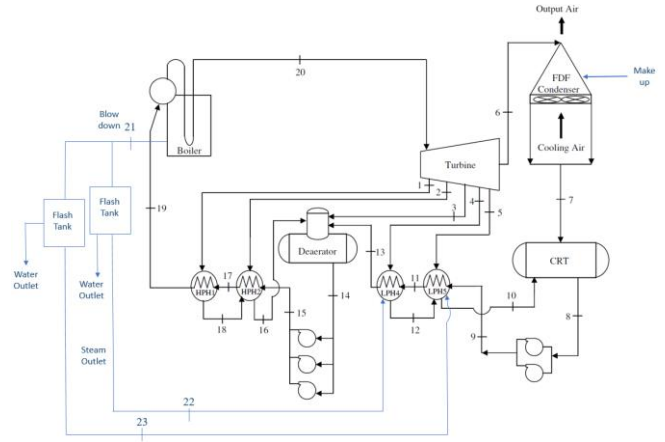 Output Air
20
FDF
Condenser
Make
up
6
Blow
down 21
Boiler
Cooling Air
Turbine
1
2
3
4
5
7
19
Flash
Tank
Flash
Tank
Deaerator
13
CRT
Water
Outlet
Water
Outlet
HPH1
17
HPH2
14
LPH4
11
LPH5
10
18
16
15
12
9
8
Steam
Outlet
22
23